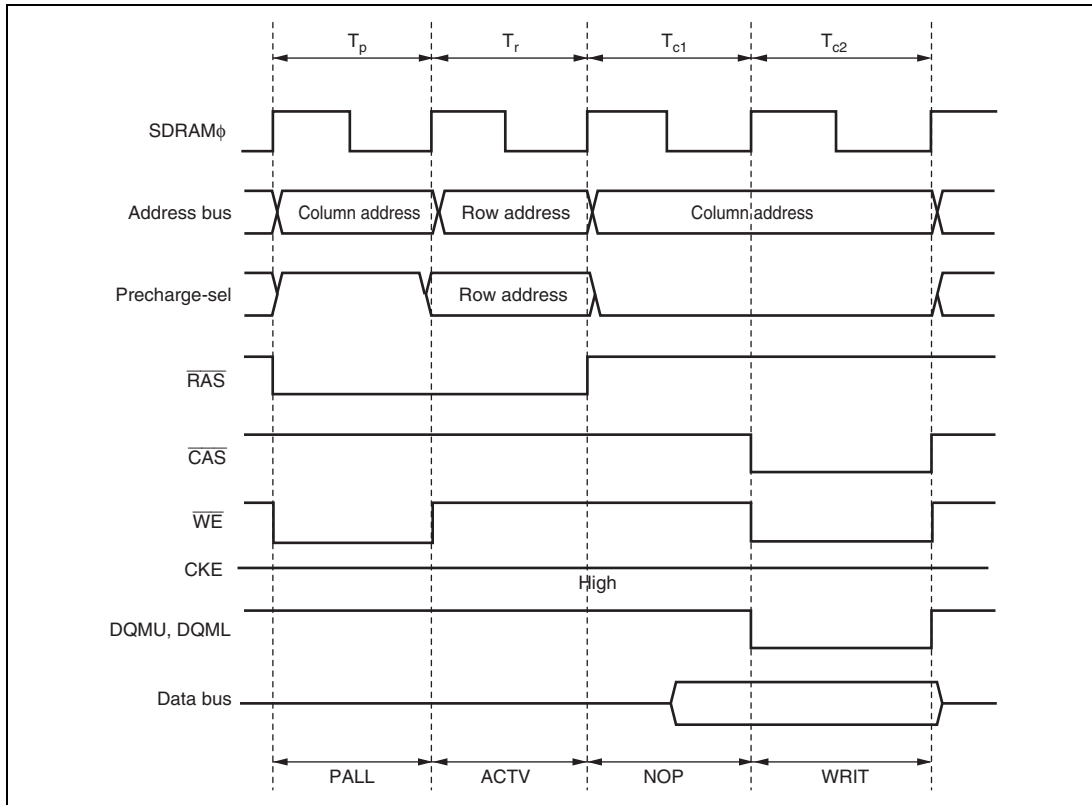 Tp Tr Tc1 Tc2
SDRAMϕ
Address bus Column address Row address Column address
Precharge-sel Row address
RAS
CAS
WE
CKE High
DQMU, DQML
Data bus
PALL ACTV NOP WRIT